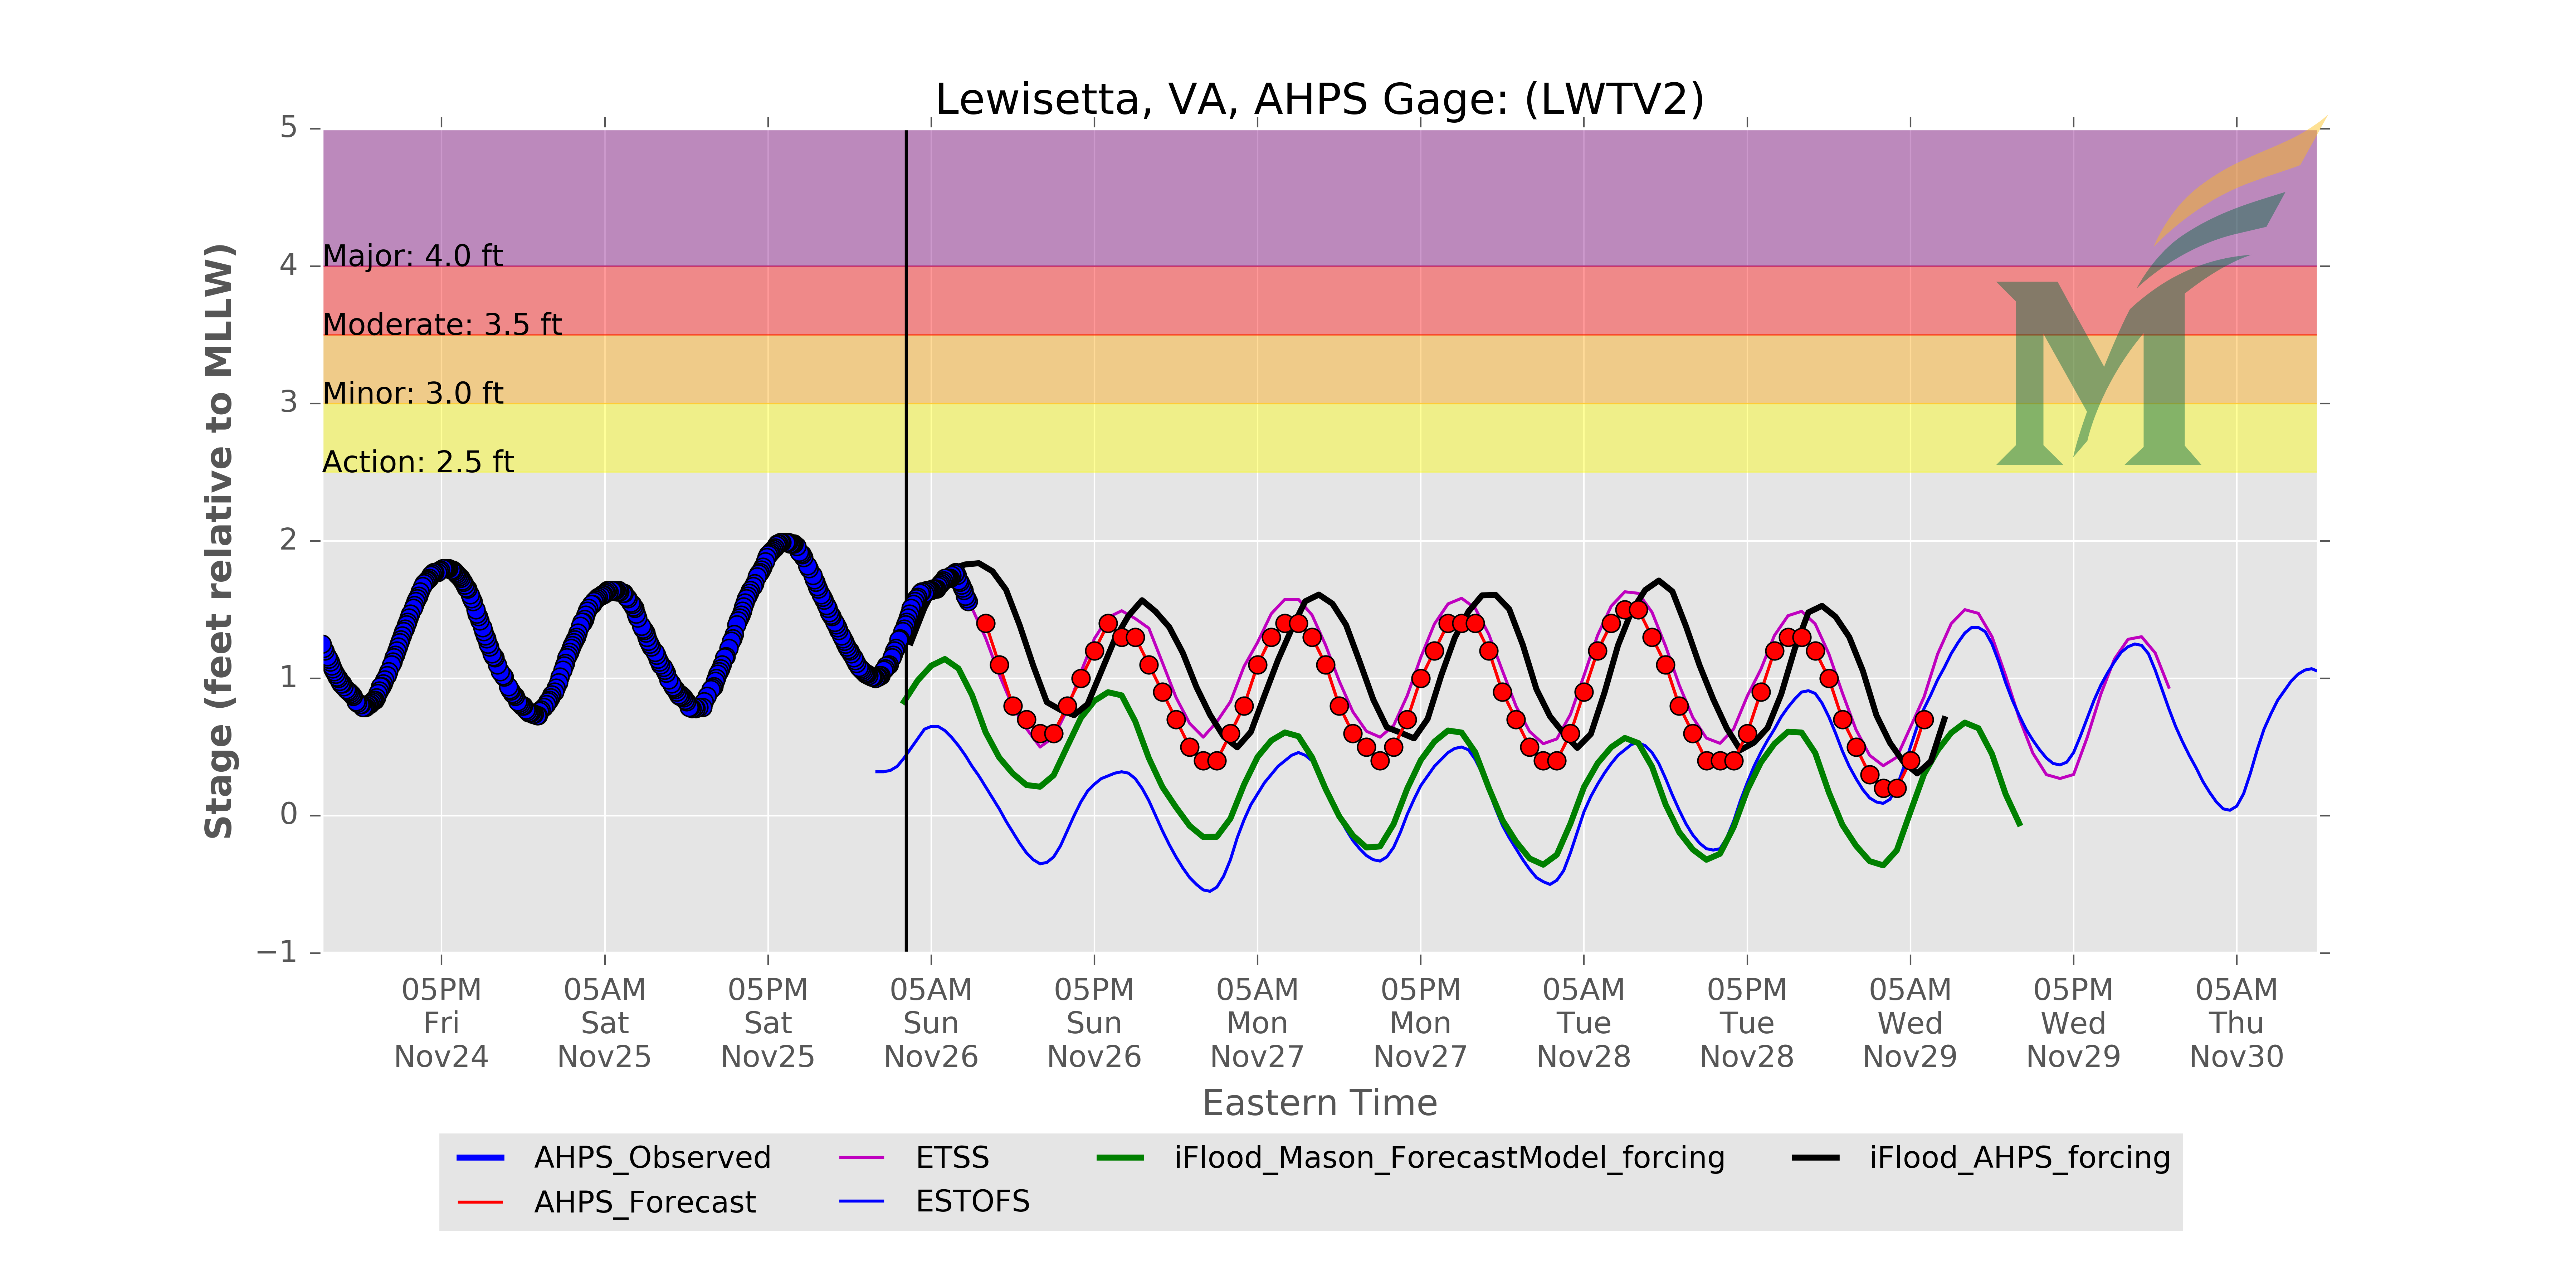 Lewisetta, VA, AHPS Gage: (LWTV2)
Stage (feet relative to MLLW)
5
4
3
2
1
0
−1
Major: 4.0 ft
Moderate: 3.5 ft
Minor: 3.0 ft
Action: 2.5 ft
M
05PM 05AM 05PM 05AM 05PM 05AM 05PM 05AM 05PM 05AM 05PM 05AM
Fri Sat Sat Sun Sun Mon Mon Tue Tue Wed Wed Thu
Nov24 Nov25 Nov25 Nov26 Nov26 Nov27 Nov27 Nov28 Nov28 Nov29 Nov29 Nov30
Eastern Time
AHPS_Observed ETSS iFlood_Mason_ForecastModel_forcing iFlood_AHPS_forcing
AHPS_Forecast ESTOFS